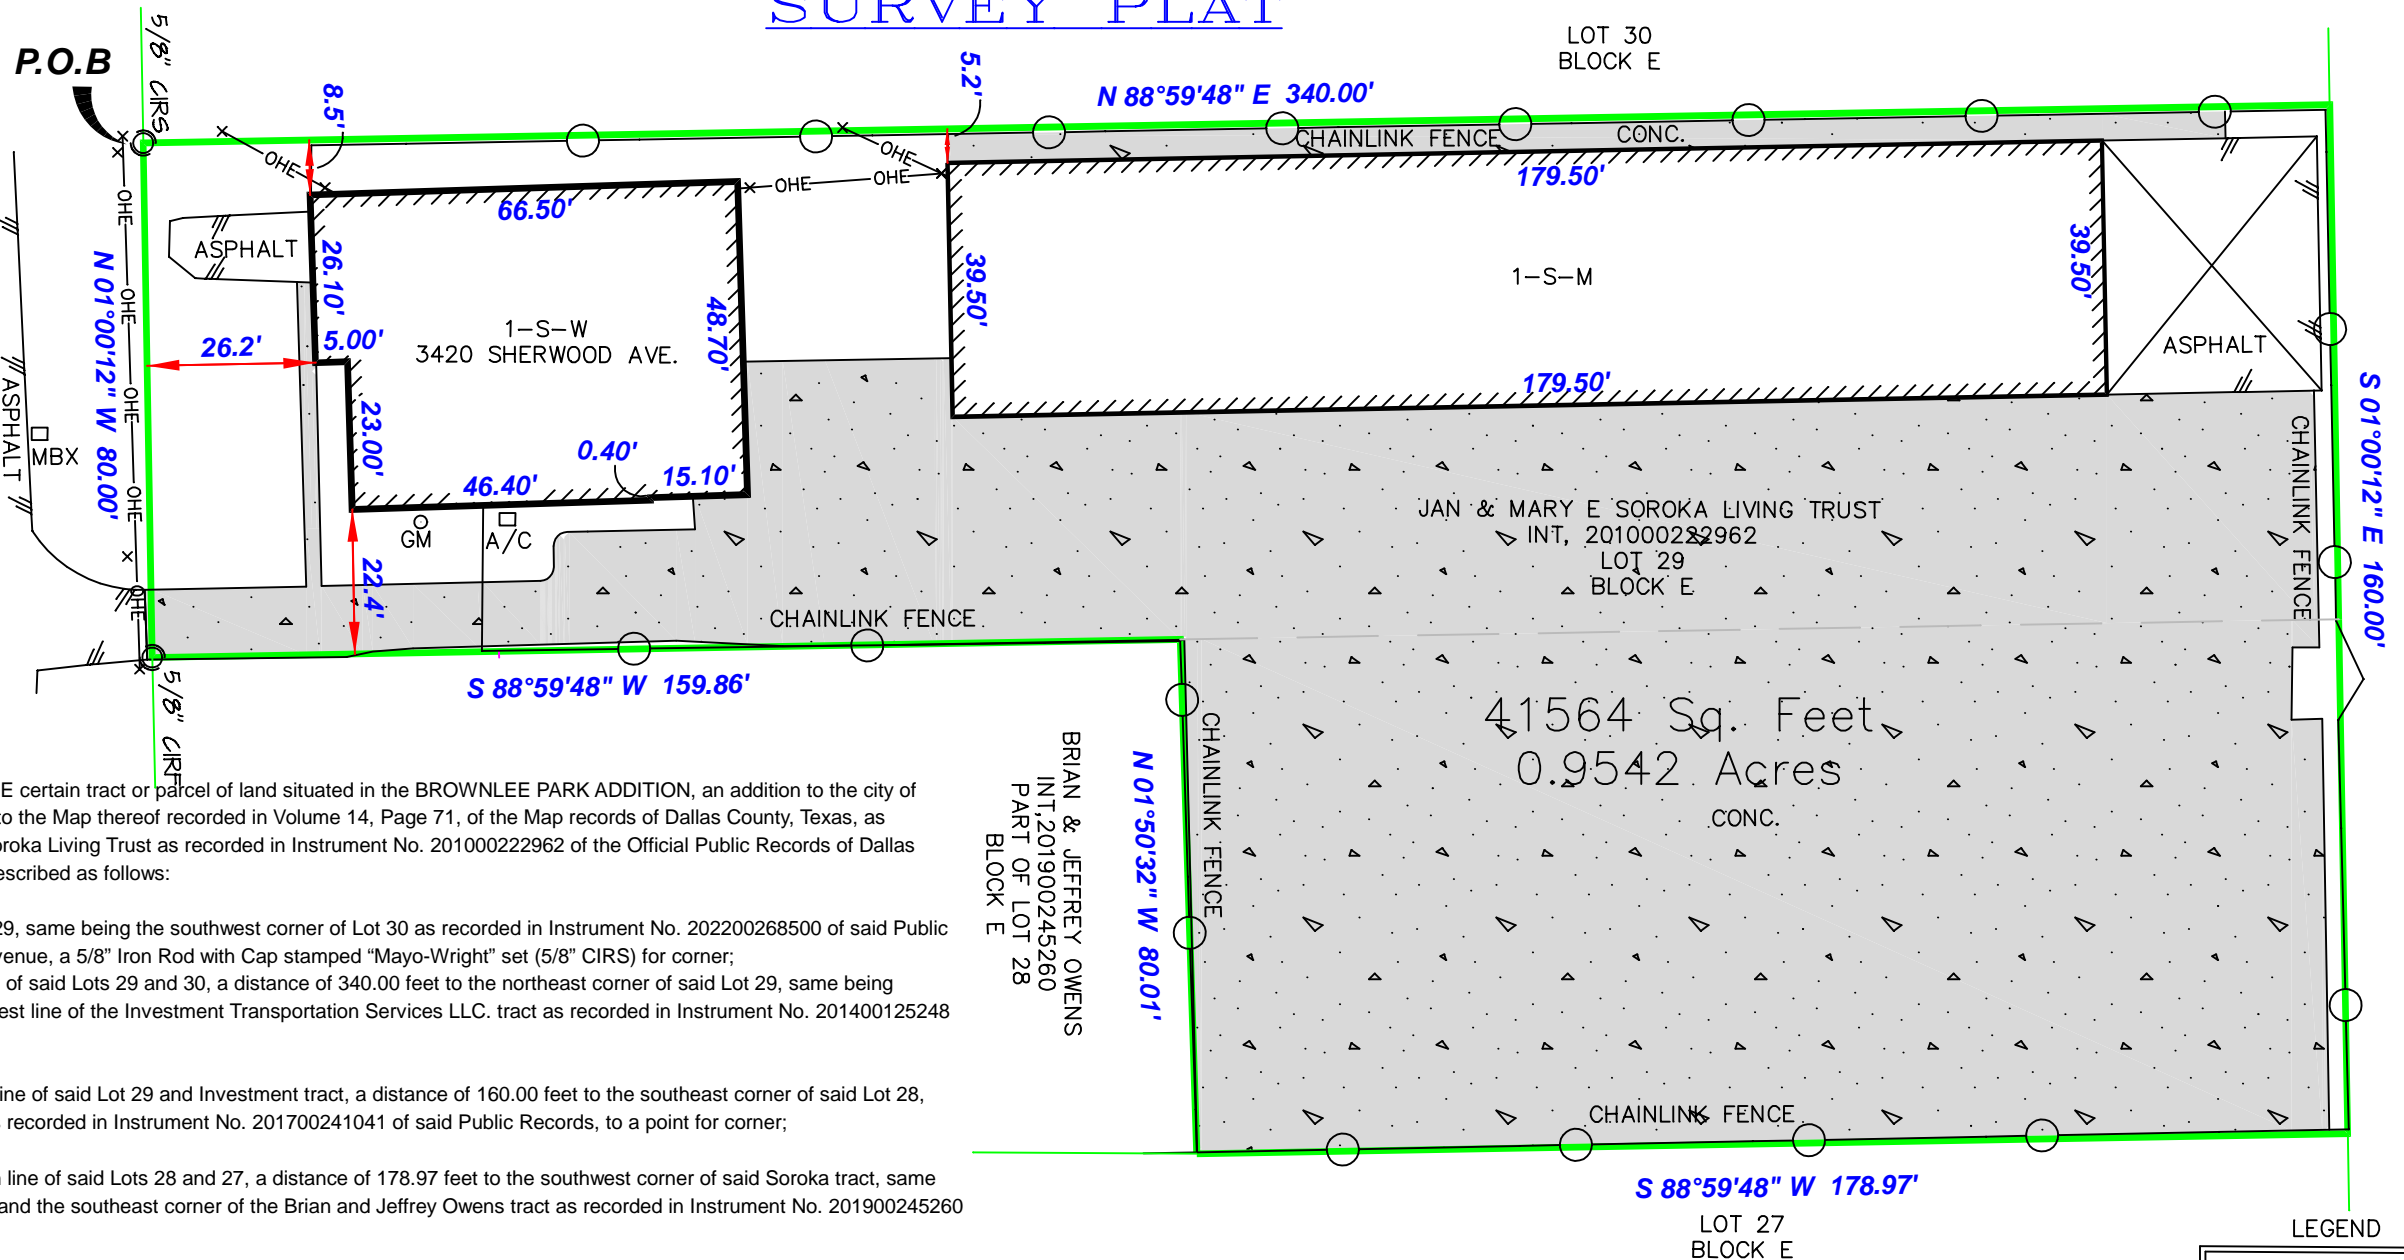 SURVEY PLAT
LOT 30
BLOCK E
P.O.B
5/8" CIRS
8.5'
5.2'
N 88°59'48" E 340.00'
CHAINLINK FENCE
CONC.
OHE
OHE
OHE
OHE
OHE
OHE
OHE
OHE
OHE
66.50'
179.50'
ASPHALT
26.10'
39.50'
39.50'
1-S-M
N 01°00'12" W 80.00'
48.70'
1-S-W
3420 SHERWOOD AVE.
26.2'
5.00'
ASPHALT
179.50'
ASPHALT
MBX
23.00'
0.40'
46.40'
15.10'
GM
A/C
22.4'
CHAINLINK FENCE
S 01°00'12" E 160.00'
JAN & MARY E SOROKA LIVING TRUST
INT, 201000222962
LOT 29
BLOCK E
CHAINLINK FENCE
5/8" CIRF
S 88°59'48" W 159.86'
41564 Sq. Feet
0.9542 Acres
CONC.
CHAINLINK FENCE
N 01°50'32" W 80.01'
BRIAN & JEFFREY OWENS
INT,201900245260
PART OF LOT 28
BLOCK E
E certain tract or parcel of land situated in the BROWNLEE PARK ADDITION, an addition to the city of
to the Map thereof recorded in Volume 14, Page 71, of the Map records of Dallas County, Texas, as
oroka Living Trust as recorded in Instrument No. 201000222962 of the Official Public Records of Dallas
escribed as follows:
29, same being the southwest corner of Lot 30 as recorded in Instrument No. 202200268500 of said Public
venue, a 5/8” Iron Rod with Cap stamped “Mayo-Wright” set (5/8” CIRS) for corner;
of said Lots 29 and 30, a distance of 340.00 feet to the northeast corner of said Lot 29, same being
est line of the Investment Transportation Services LLC. tract as recorded in Instrument No. 201400125248
ine of said Lot 29 and Investment tract, a distance of 160.00 feet to the southeast corner of said Lot 28,
s recorded in Instrument No. 201700241041 of said Public Records, to a point for corner;
n line of said Lots 28 and 27, a distance of 178.97 feet to the southwest corner of said Soroka tract, same
and the southeast corner of the Brian and Jeffrey Owens tract as recorded in Instrument No. 201900245260
CHAINLINK FENCE
S 88°59'48" W 178.97'
LOT 27
BLOCK E
LEGEND